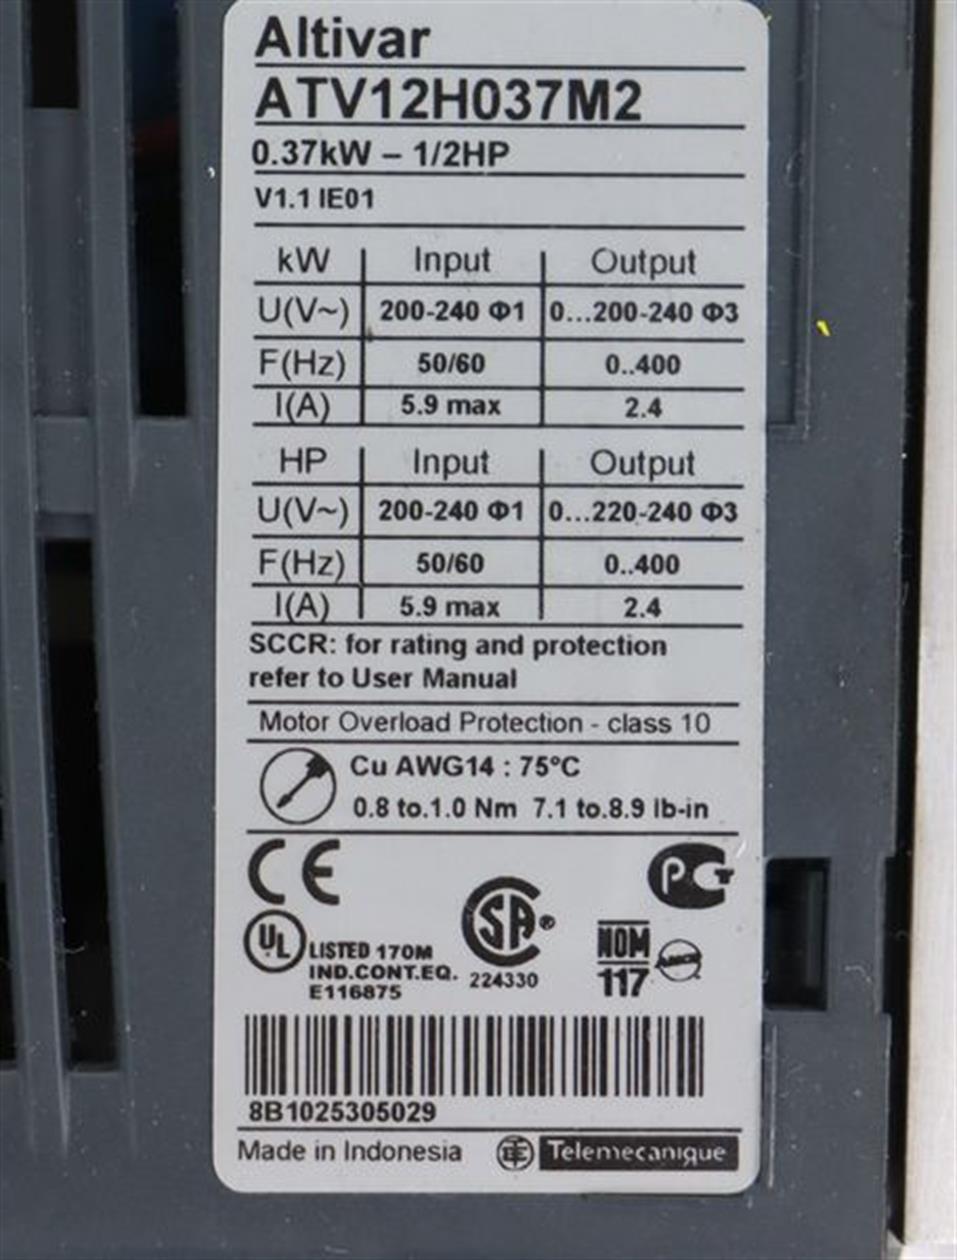 Altivar
ATV12H037M2
0.37kW – 1/2HP
V1.1 IE01
kW Input Output
U(V~) 200-240 Φ1 0...200-240 Φ3
F(Hz) 50/60 0..400
I(A) 5.9 max 2.4
HP Input Output
U(V~) 200-240 Φ1 0...220-240 Φ3
F(Hz) 50/60 0..400
I(A) 5.9 max 2.4
SCCR: for rating and protection
refer to User Manual
Motor Overload Protection - class 10
Cu AWG14 : 75°C
0.8 to.1.0 Nm 7.1 to.8.9 lb-in
CE
PCT
UL LISTED 170M
IND.CONT.EQ.
E116875
SA ®
224330
NOM
117
8B1025305029
Made in Indonesia TE Telemecanique